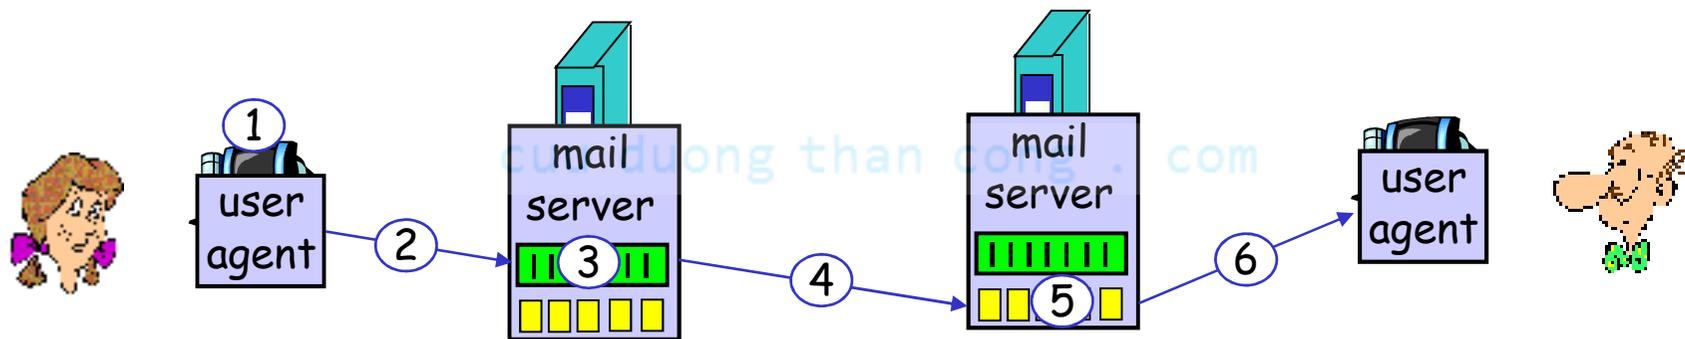 1
user
agent
2
mail
server
3
4
mail
server
5
6
user
agent
cuu duong than cong . com